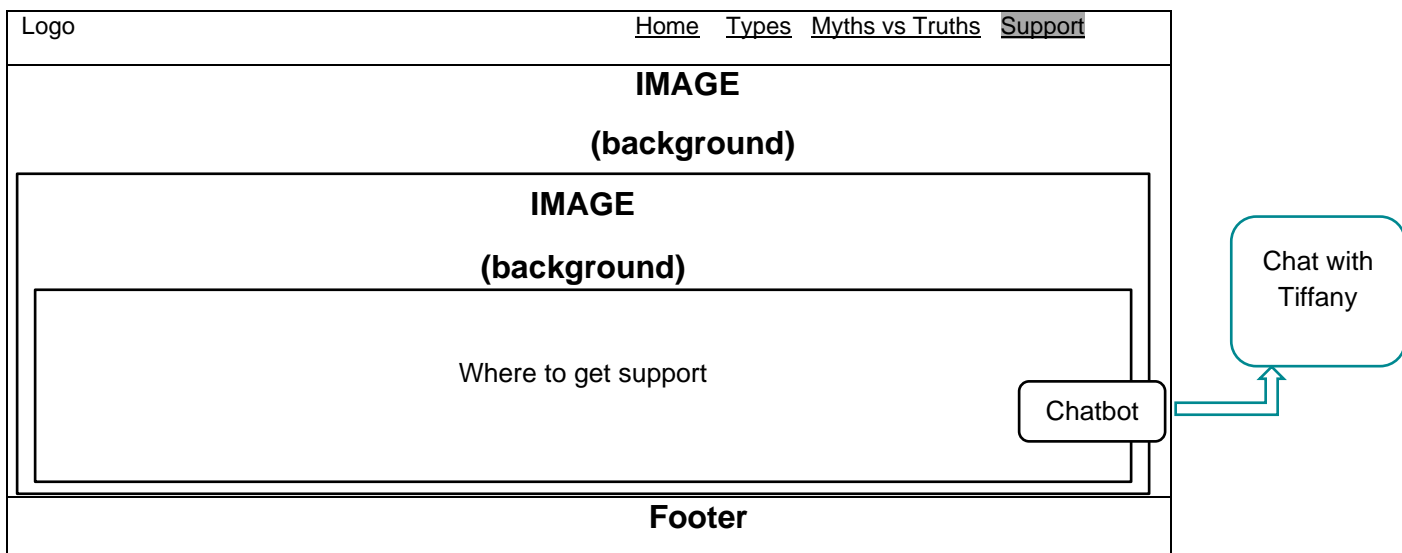 Logo Home Types Myths vs Truths Support
IMAGE
(background)
IMAGE
(background)
Chat with
Tiffany
Where to get support
Chatbot
Footer